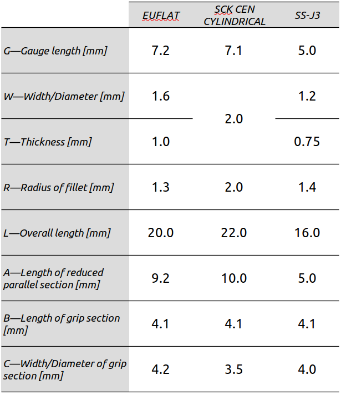 EUFLAT SCK CEN CYLINDRICAL SS-J3
G—Gauge length [mm] 7.2 7.1 5.0
W—Width/Diameter [mm] 1.6 2.0 1.2
T—Thickness [mm] 1.0 0.75
R—Radius of fillet [mm] 1.3 2.0 1.4
L—Overall length [mm] 20.0 22.0 16.0
A—Length of reduced
parallel section [mm] 9.2 10.0 5.0
B—Length of grip section
[mm] 4.1 4.1 4.1
C—Width/Diameter of grip
section [mm] 4.2 3.5 4.0